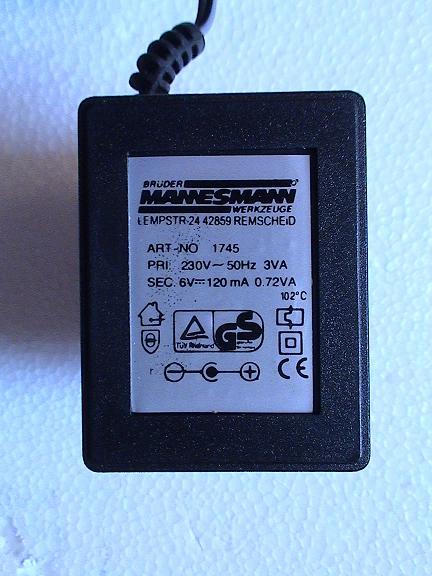 BRÜDER
MANNESMANN
WERKZEUGE
LEMPSTR·24 42859 REMSCHEID
ART-NO 1745
PRI. 230V~50Hz 3VA
SEC. 6V⎓120 mA 0.72VA
102°C
TÜV Rheinland
GS
CE